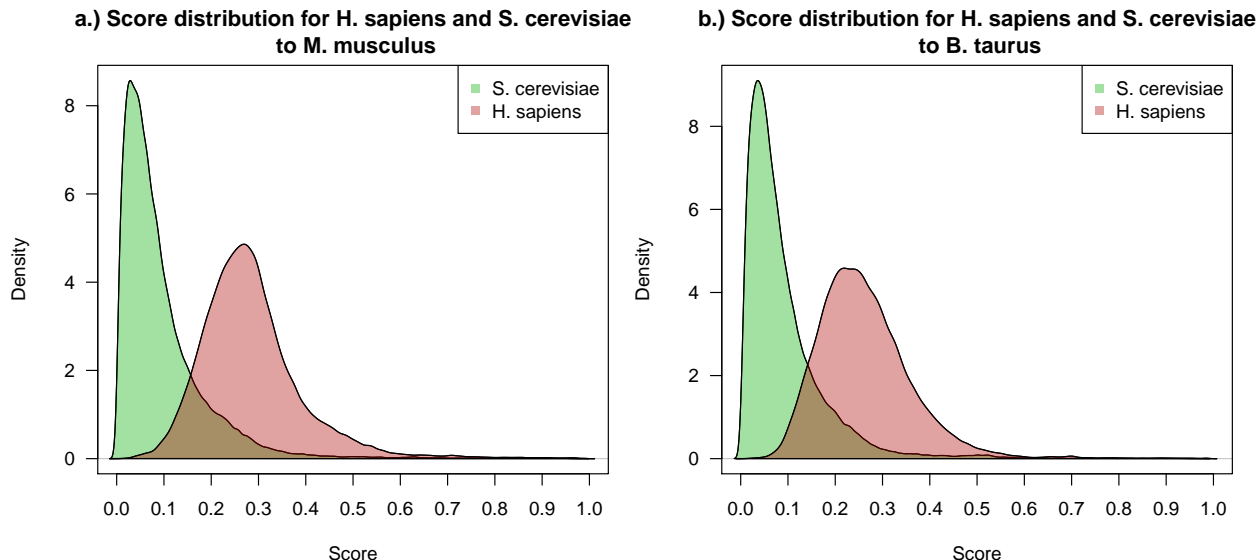 a.) Score distribution for H. sapiens and S. cerevisiae
to M. musculus
S. cerevisiae
H. sapiens
8
6
4
2
0
Density
0.0 0.1 0.2 0.3 0.4 0.5 0.6 0.7 0.8 0.9 1.0
Score
b.) Score distribution for H. sapiens and S. cerevisiae
to B. taurus
S. cerevisiae
H. sapiens
8
6
4
2
0
Density
0.0 0.1 0.2 0.3 0.4 0.5 0.6 0.7 0.8 0.9 1.0
Score